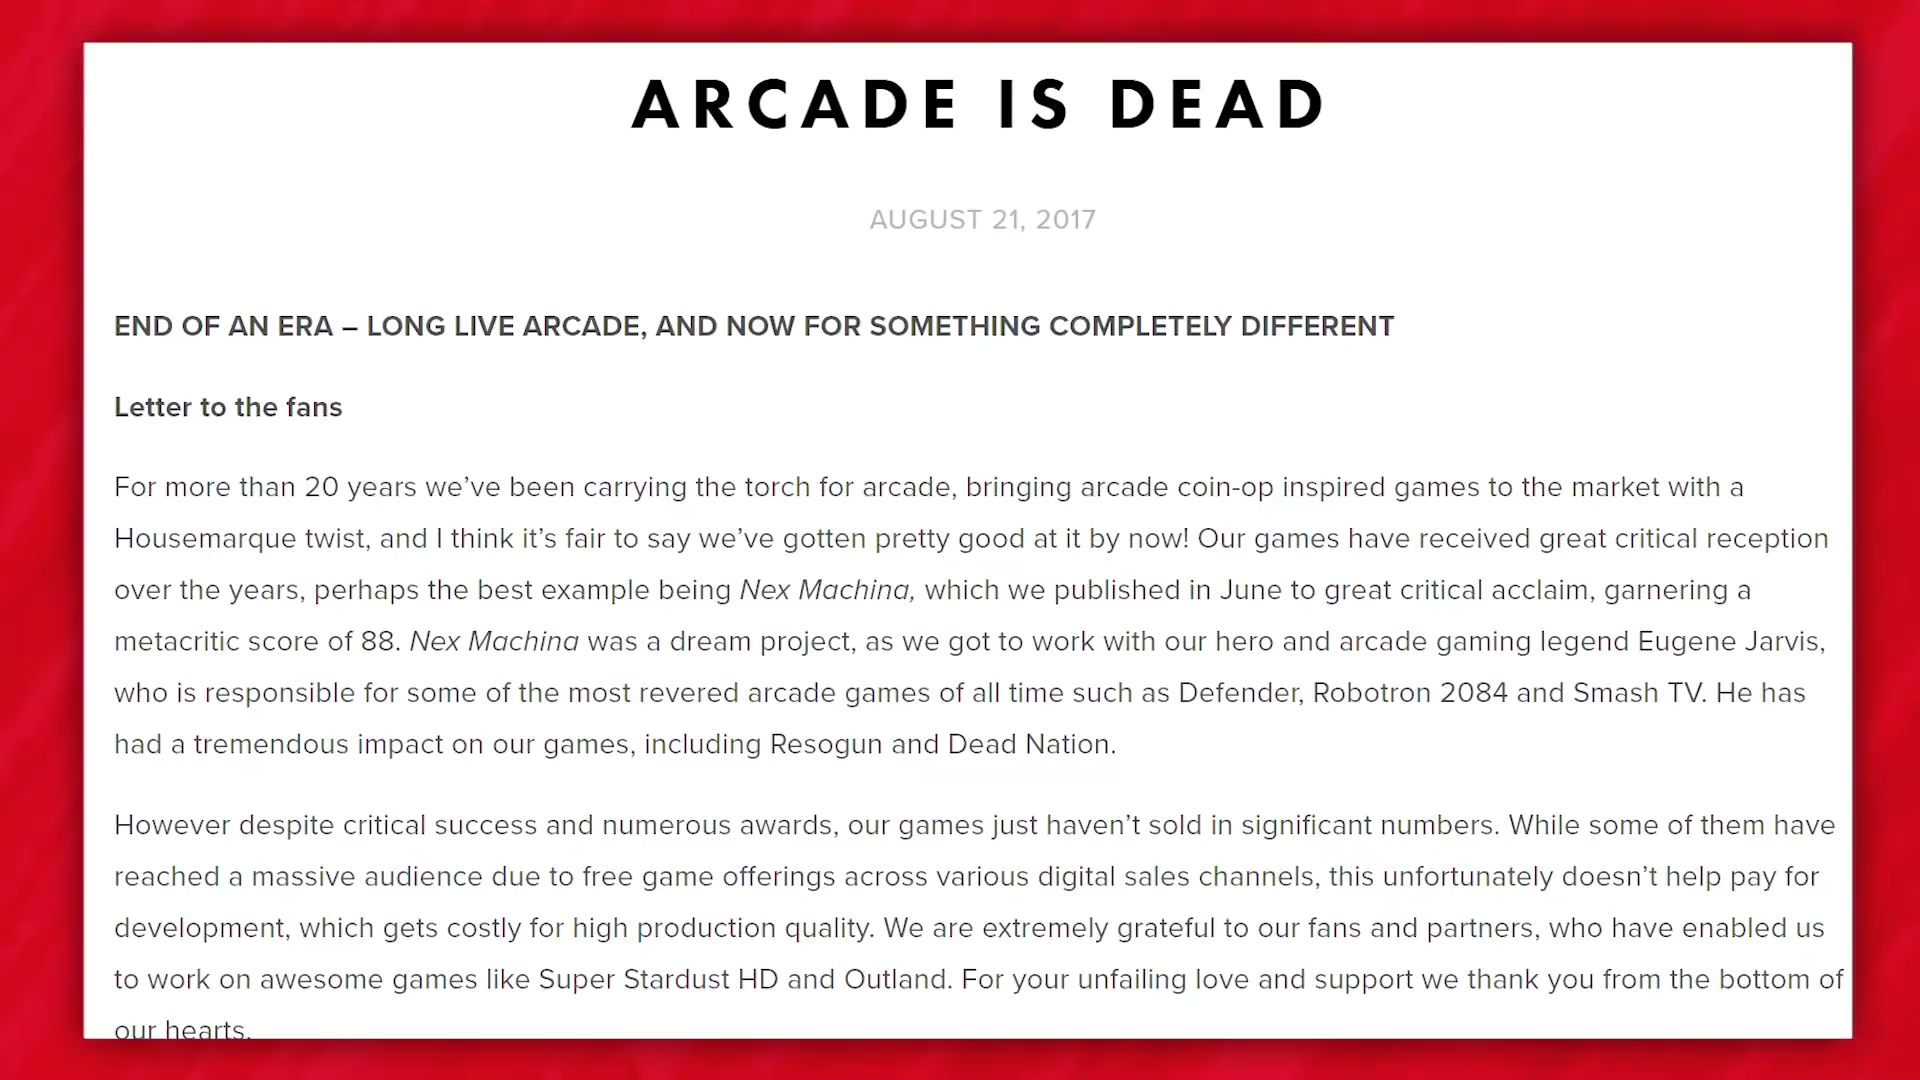 ARCADE IS DEAD
AUGUST 21, 2017
END OF AN ERA – LONG LIVE ARCADE, AND NOW FOR SOMETHING COMPLETELY DIFFERENT
Letter to the fans
For more than 20 years we’ve been carrying the torch for arcade, bringing arcade coin-op inspired games to the market with a
Housemarque twist, and I think it’s fair to say we’ve gotten pretty good at it by now! Our games have received great critical reception
over the years, perhaps the best example being Nex Machina, which we published in June to great critical acclaim, garnering a
metacritic score of 88. Nex Machina was a dream project, as we got to work with our hero and arcade gaming legend Eugene Jarvis,
who is responsible for some of the most revered arcade games of all time such as Defender, Robotron 2084 and Smash TV. He has
had a tremendous impact on our games, including Resogun and Dead Nation.
However despite critical success and numerous awards, our games just haven’t sold in significant numbers. While some of them have
reached a massive audience due to free game offerings across various digital sales channels, this unfortunately doesn’t help pay for
development, which gets costly for high production quality. We are extremely grateful to our fans and partners, who have enabled us
to work on awesome games like Super Stardust HD and Outland. For your unfailing love and support we thank you from the bottom of
our hearts.